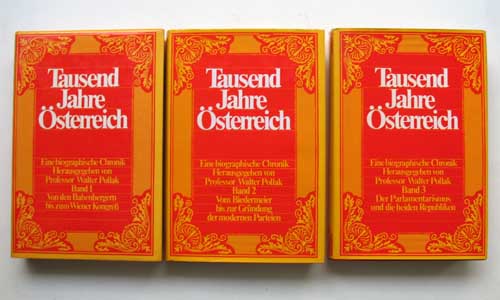 Tausend
Jahre
Österreich
Eine biographische Chronik
Herausgegeben von
Professor Walter Pollak
Band 1
Von den Babenbergern
bis zum Wiener Kongreß
Tausend
Jahre
Österreich
Eine biographische Chronik
Herausgegeben von
Professor Walter Pollak
Band 2
Vom Biedermeier
bis zur Gründung
der modernen Parteien
Tausend
Jahre
Österreich
Eine biographische Chronik
Herausgegeben von
Professor Walter Pollak
Band 3
Der Parlamentarismus
und die beiden Republiken